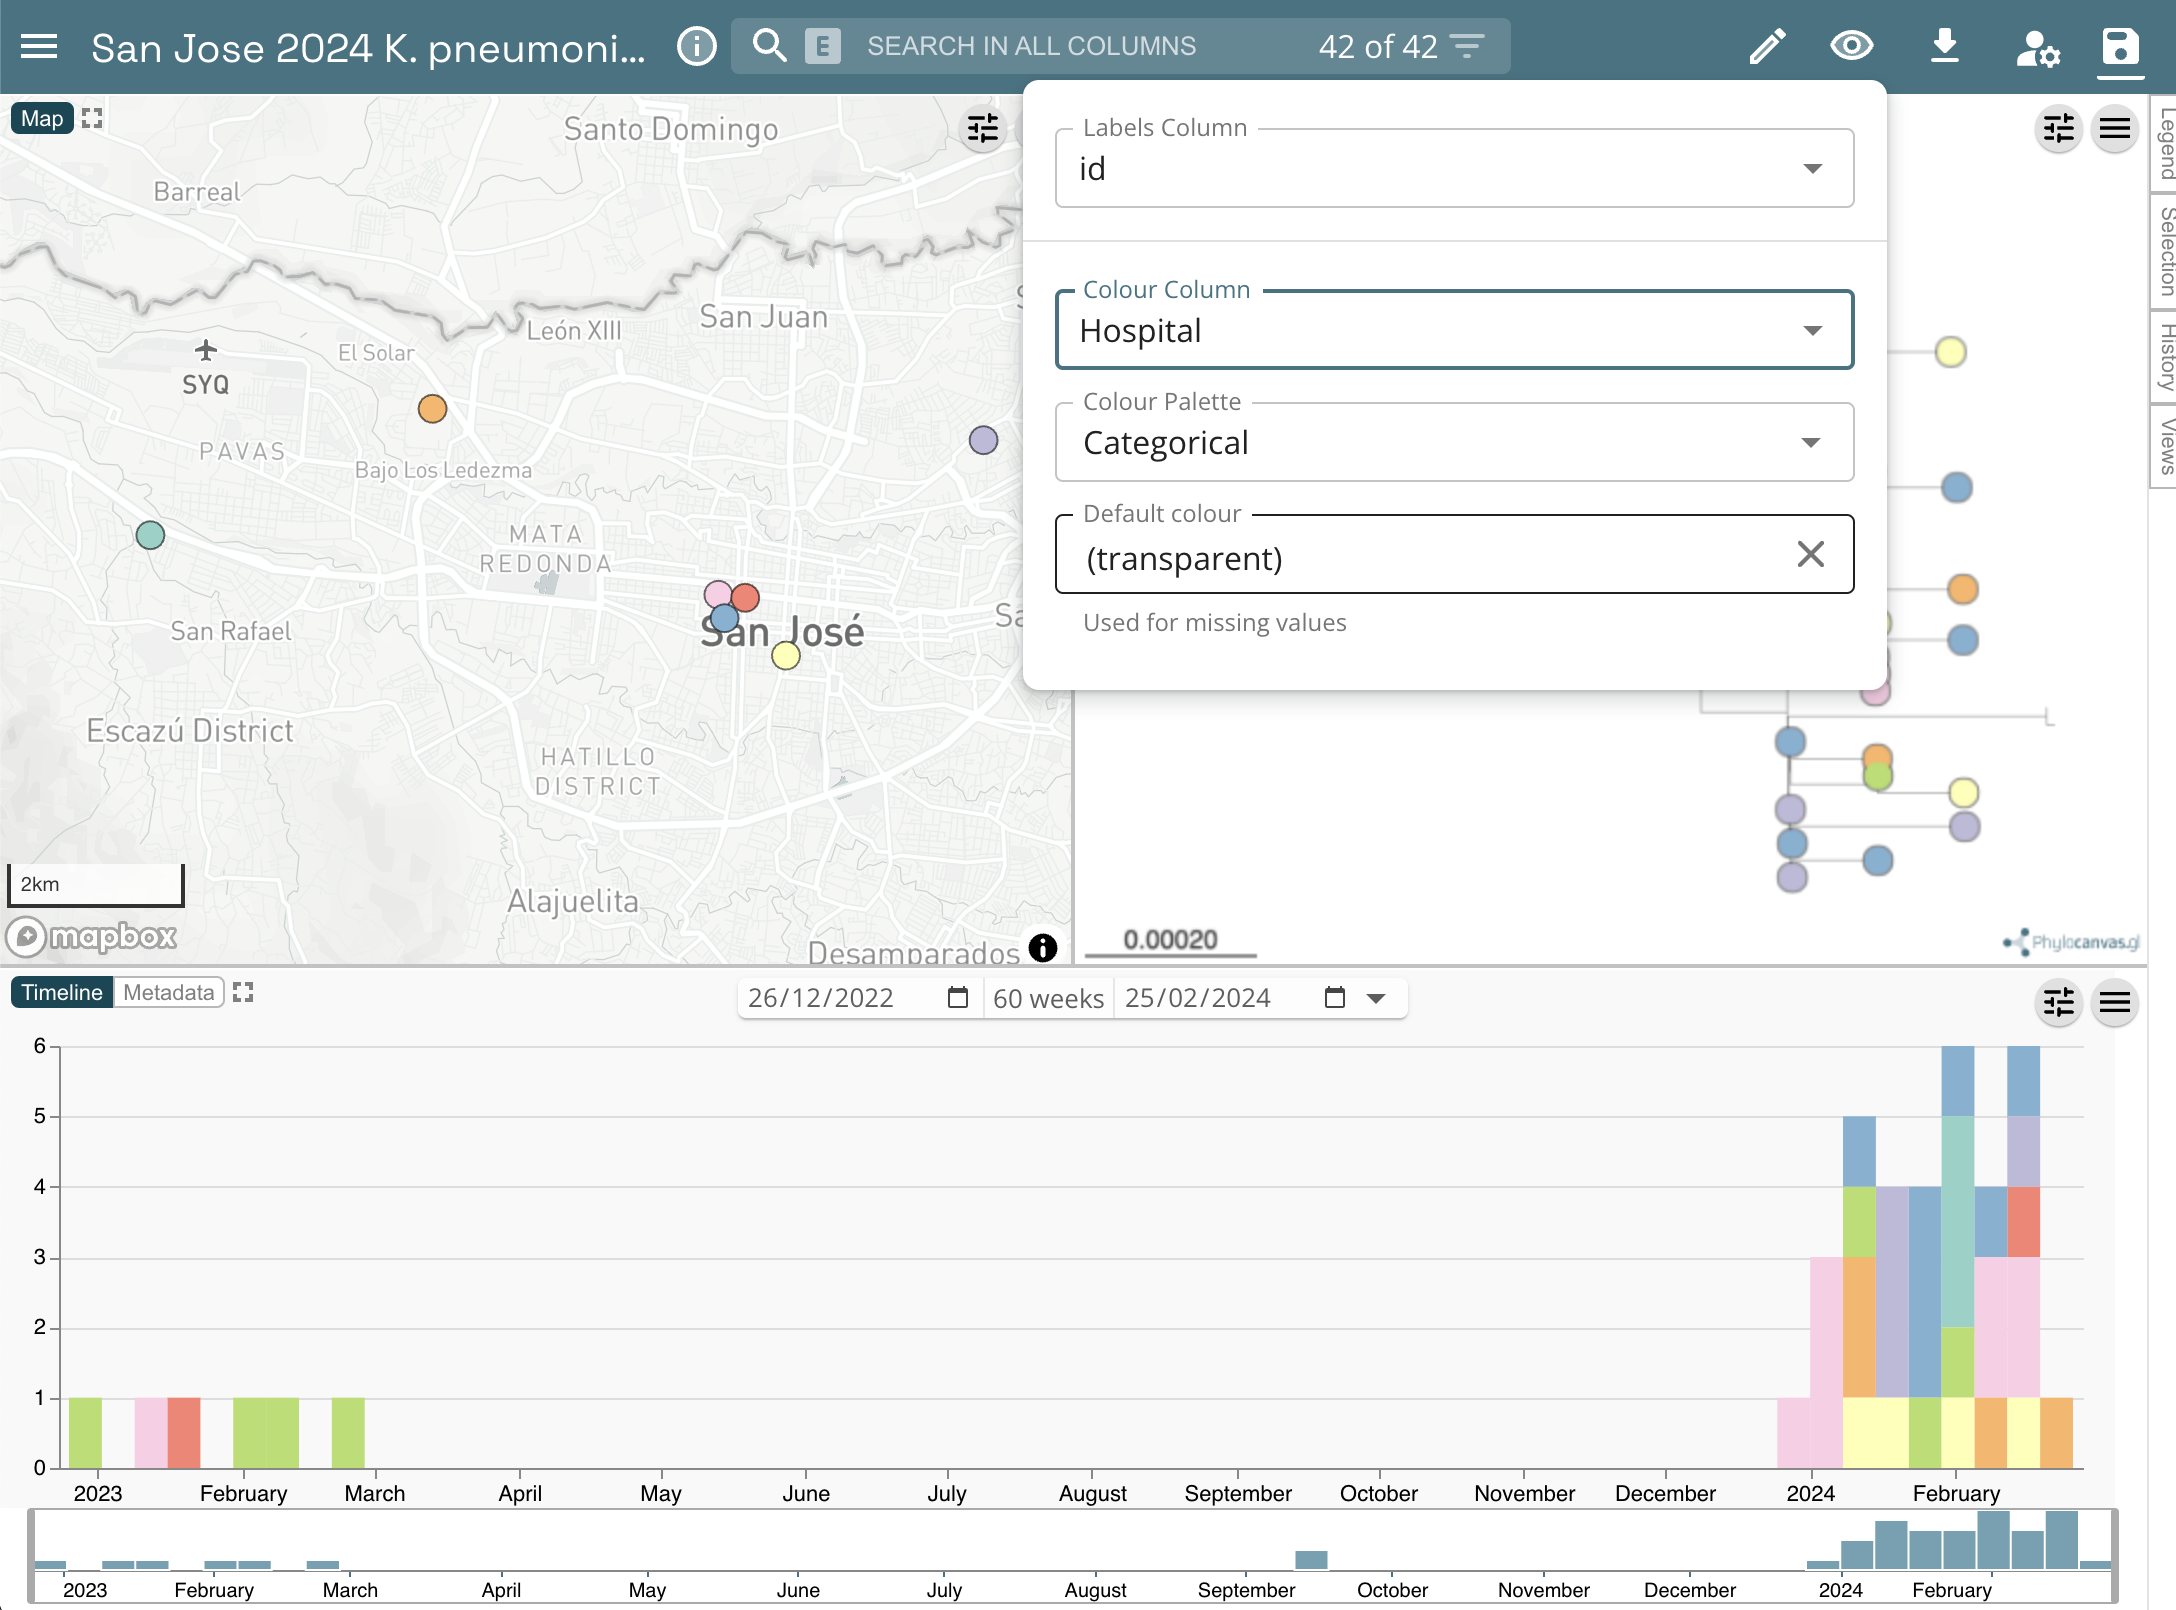 San Jose 2024 K. pneumoni...
E
SEARCH IN ALL COLUMNS
42 of 42
Map
Labels Column
id
Colour Column
Hospital
Colour Palette
Categorical
Default colour
(transparent)
Used for missing values
Legend
Selection
History
Views
Santo Domingo
Barreal
San Juan
León XIII
El Solar
SYQ
PAVAS
Bajo Los Ledezma
MATA
REDONDA
San José
San Rafael
Escazú District
HATILLO
DISTRICT
Alajuelita
Desamparados
2km
mapbox
0.00020
Phylocanvas.gl
Timeline
Metadata
26/12/2022
60 weeks
25/02/2024
6
5
4
3
2
1
0
2023 February March April May June July August September October November December 2024 February
2023 February March April May June July August September October November December 2024 February